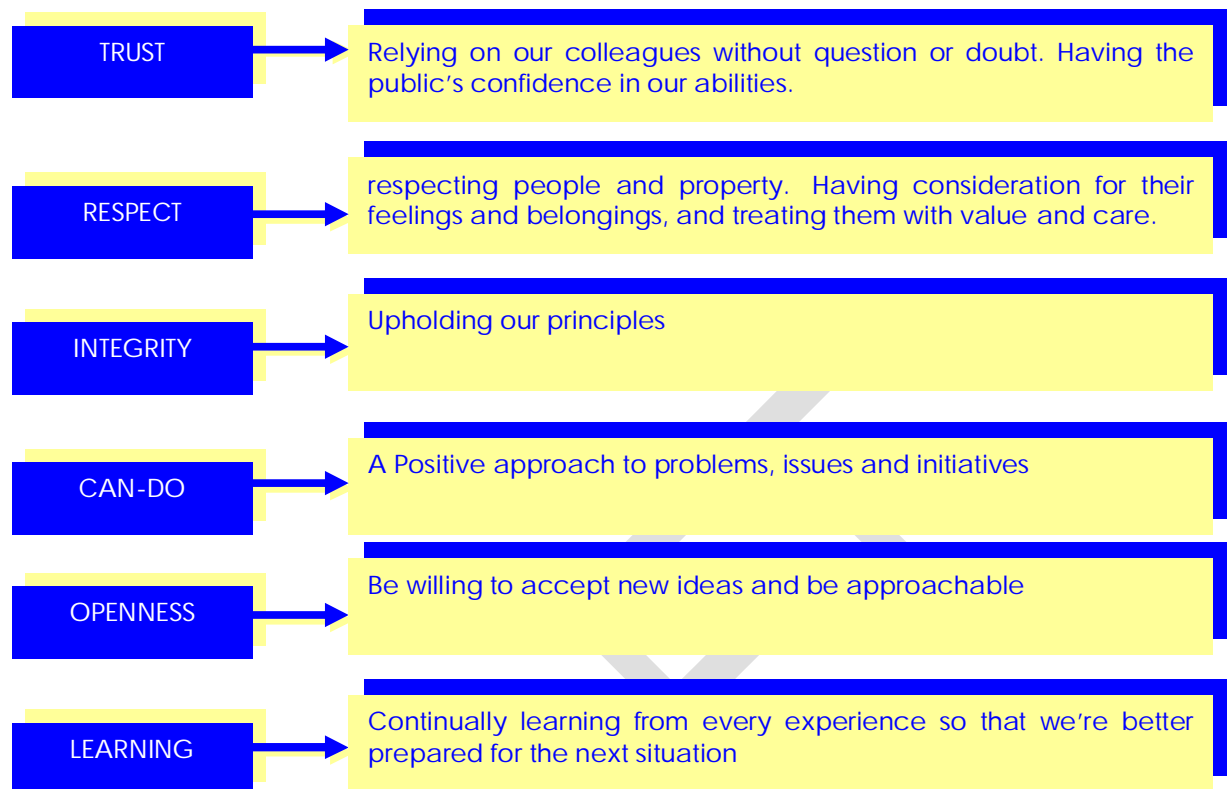 TRUST
Relying on our colleagues without question or doubt. Having the
public’s confidence in our abilities.
RESPECT
respecting people and property. Having consideration for their
feelings and belongings, and treating them with value and care.
INTEGRITY
Upholding our principles
CAN-DO
A Positive approach to problems, issues and initiatives
OPENNESS
Be willing to accept new ideas and be approachable
LEARNING
Continually learning from every experience so that we’re better
prepared for the next situation